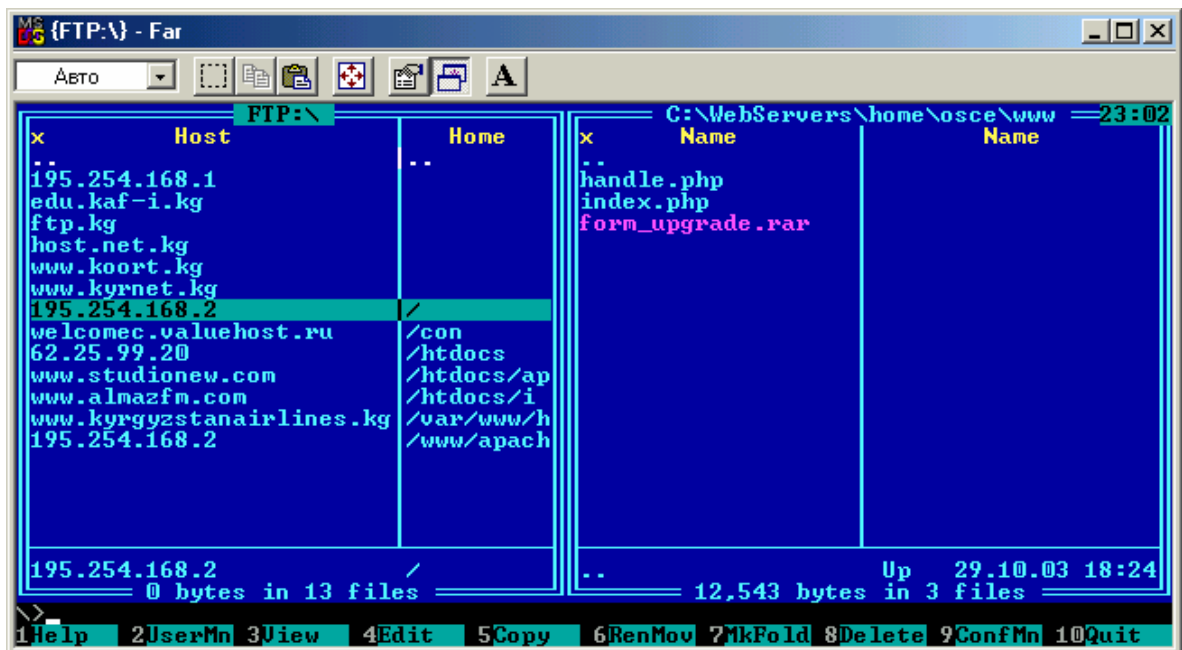 {FTP:\} - Far
Авто A
FTP:\ C:\WebServers\home\osce\www 23:02
x Host Home x Name Name
.. .. ..
195.254.168.1 handle.php
edu.kaf-i.kg index.php
ftp.kg form_upgrade.rar
host.net.kg
www.koort.kg
www.kyrnet.kg
195.254.168.2 /
welcomec.valuehost.ru /con
62.25.99.20 /htdocs
www.studionew.com /htdocs/ap
www.almazfm.com /htdocs/i
www.kyrgyzstanairlines.kg /var/www/h
195.254.168.2 /www/apach
195.254.168.2 / .. Up 29.10.03 18:24
0 bytes in 13 files 12,543 bytes in 3 files
\>
1Help 2UserMn 3View 4Edit 5Copy 6RenMov 7MkFold 8Delete 9ConfMn 10Quit